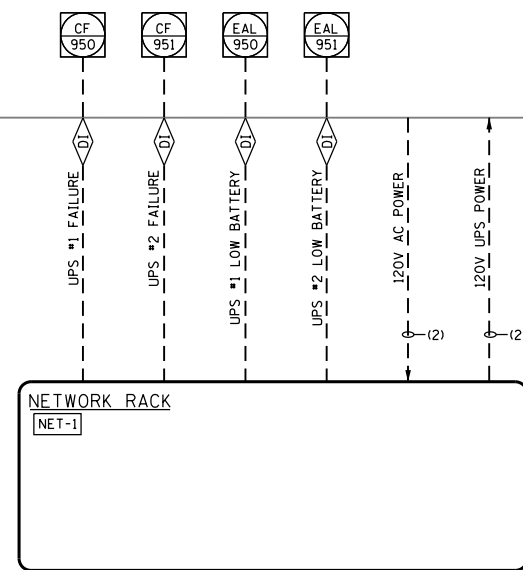 CF
950
CF
951
EAL
950
EAL
951
DI
DI
DI
DI
UPS #1 FAILURE
UPS #2 FAILURE
UPS #1 LOW BATTERY
UPS #2 LOW BATTERY
120V AC POWER
120V UPS POWER
(2)
(2
NETWORK RACK
NET-1